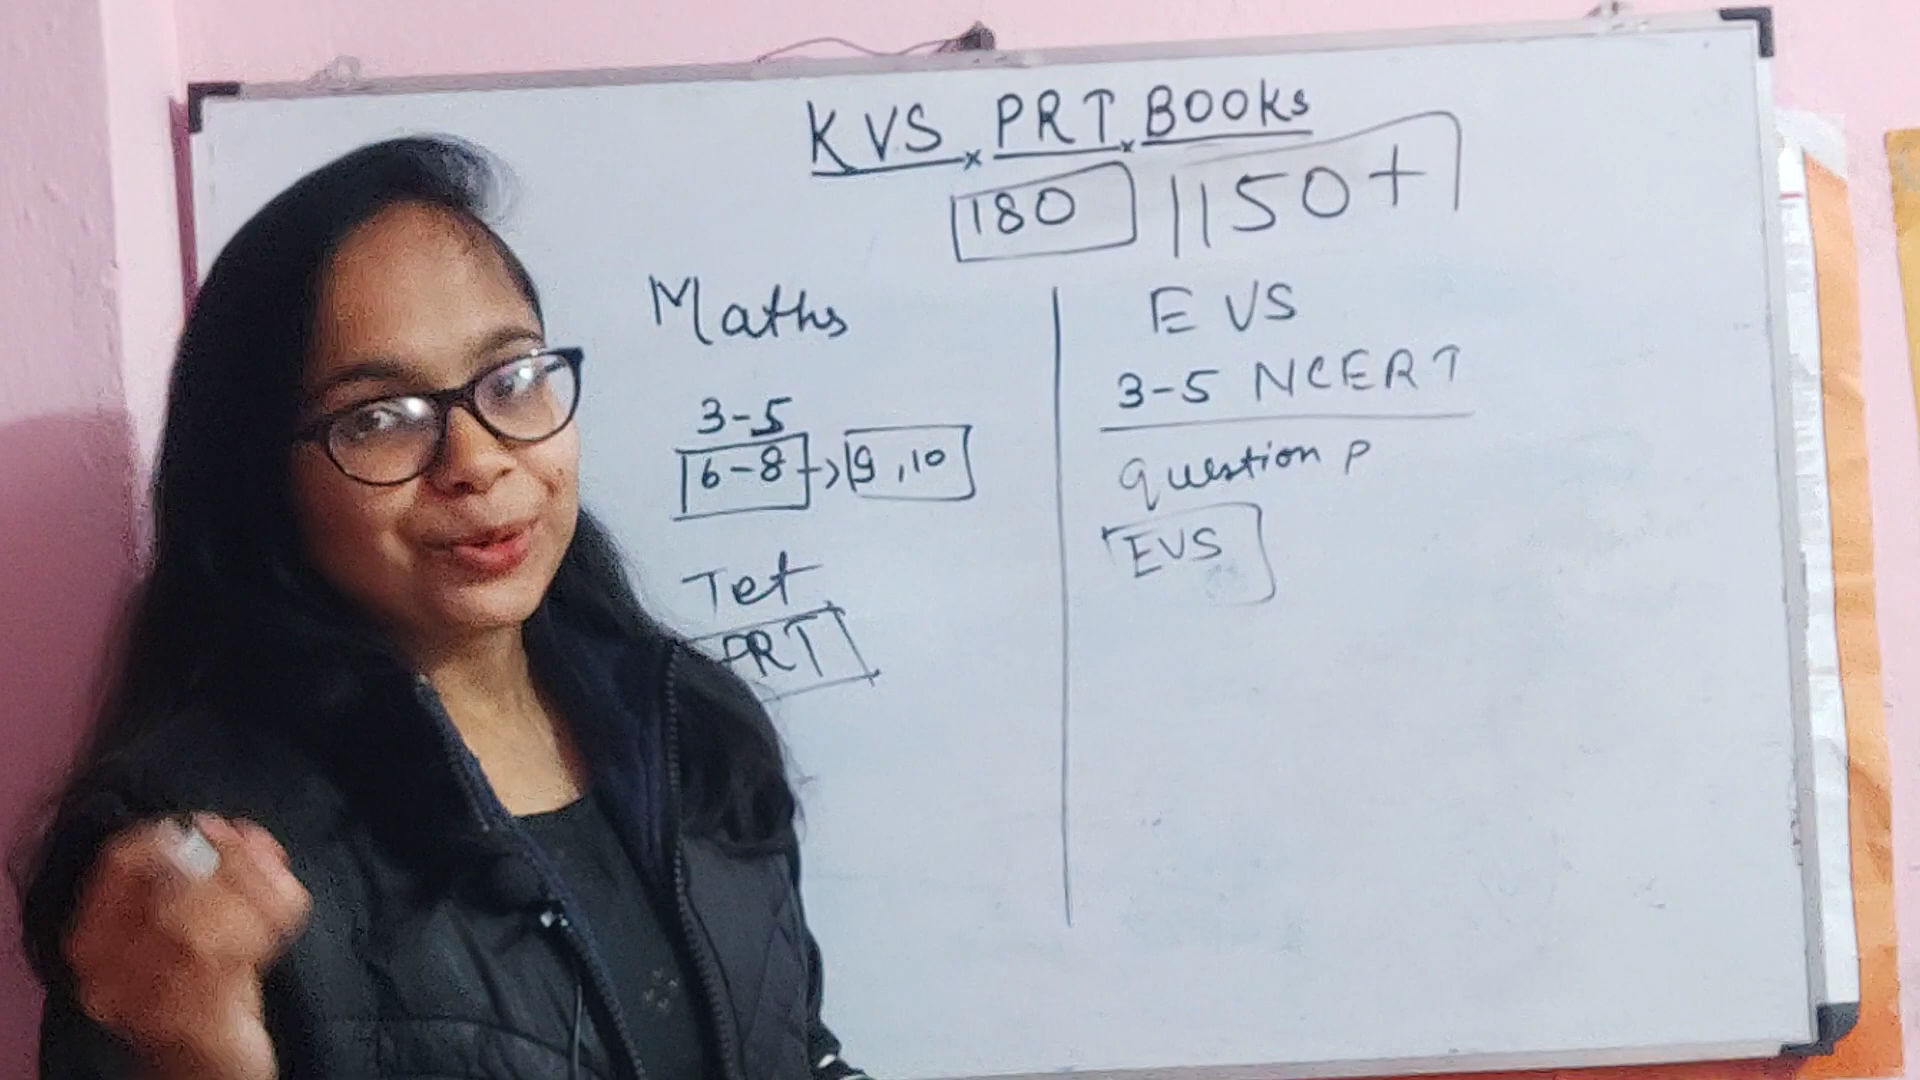 KVS PRT BOOKs
180 1150+
Maths
3-5
6-8 → 9,10
Tet
PRT
EVS
3-5 NCERT
question P
EVS